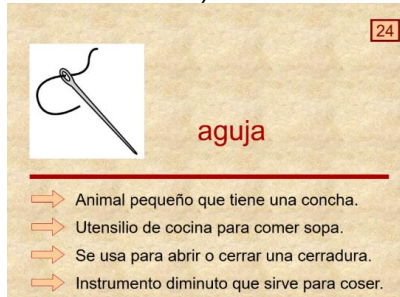 24
aguja
Animal pequeño que tiene una concha.
Utensilio de cocina para comer sopa.
Se usa para abrir o cerrar una cerradura.
Instrumento diminuto que sirve para coser.